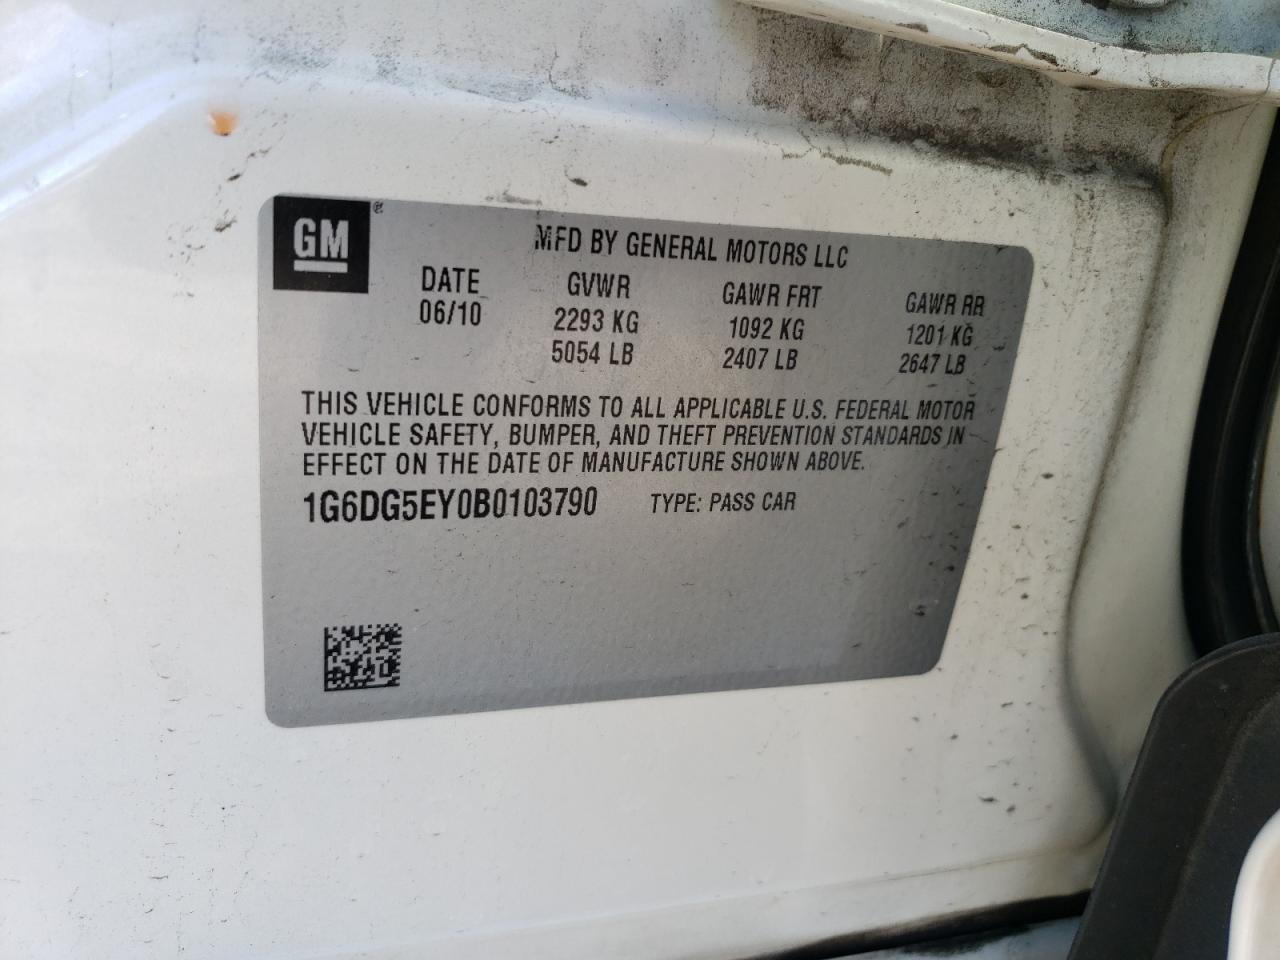 GM®
MFD BY GENERAL MOTORS LLC
DATE GVWR GAWR FRT GAWR RR
06/10 2293 KG 1092 KG 1201 KG
5054 LB 2407 LB 2647 LB
THIS VEHICLE CONFORMS TO ALL APPLICABLE U.S. FEDERAL MOTOR
VEHICLE SAFETY, BUMPER, AND THEFT PREVENTION STANDARDS IN
EFFECT ON THE DATE OF MANUFACTURE SHOWN ABOVE.
1G6DG5EY0B0103790 TYPE: PASS CAR